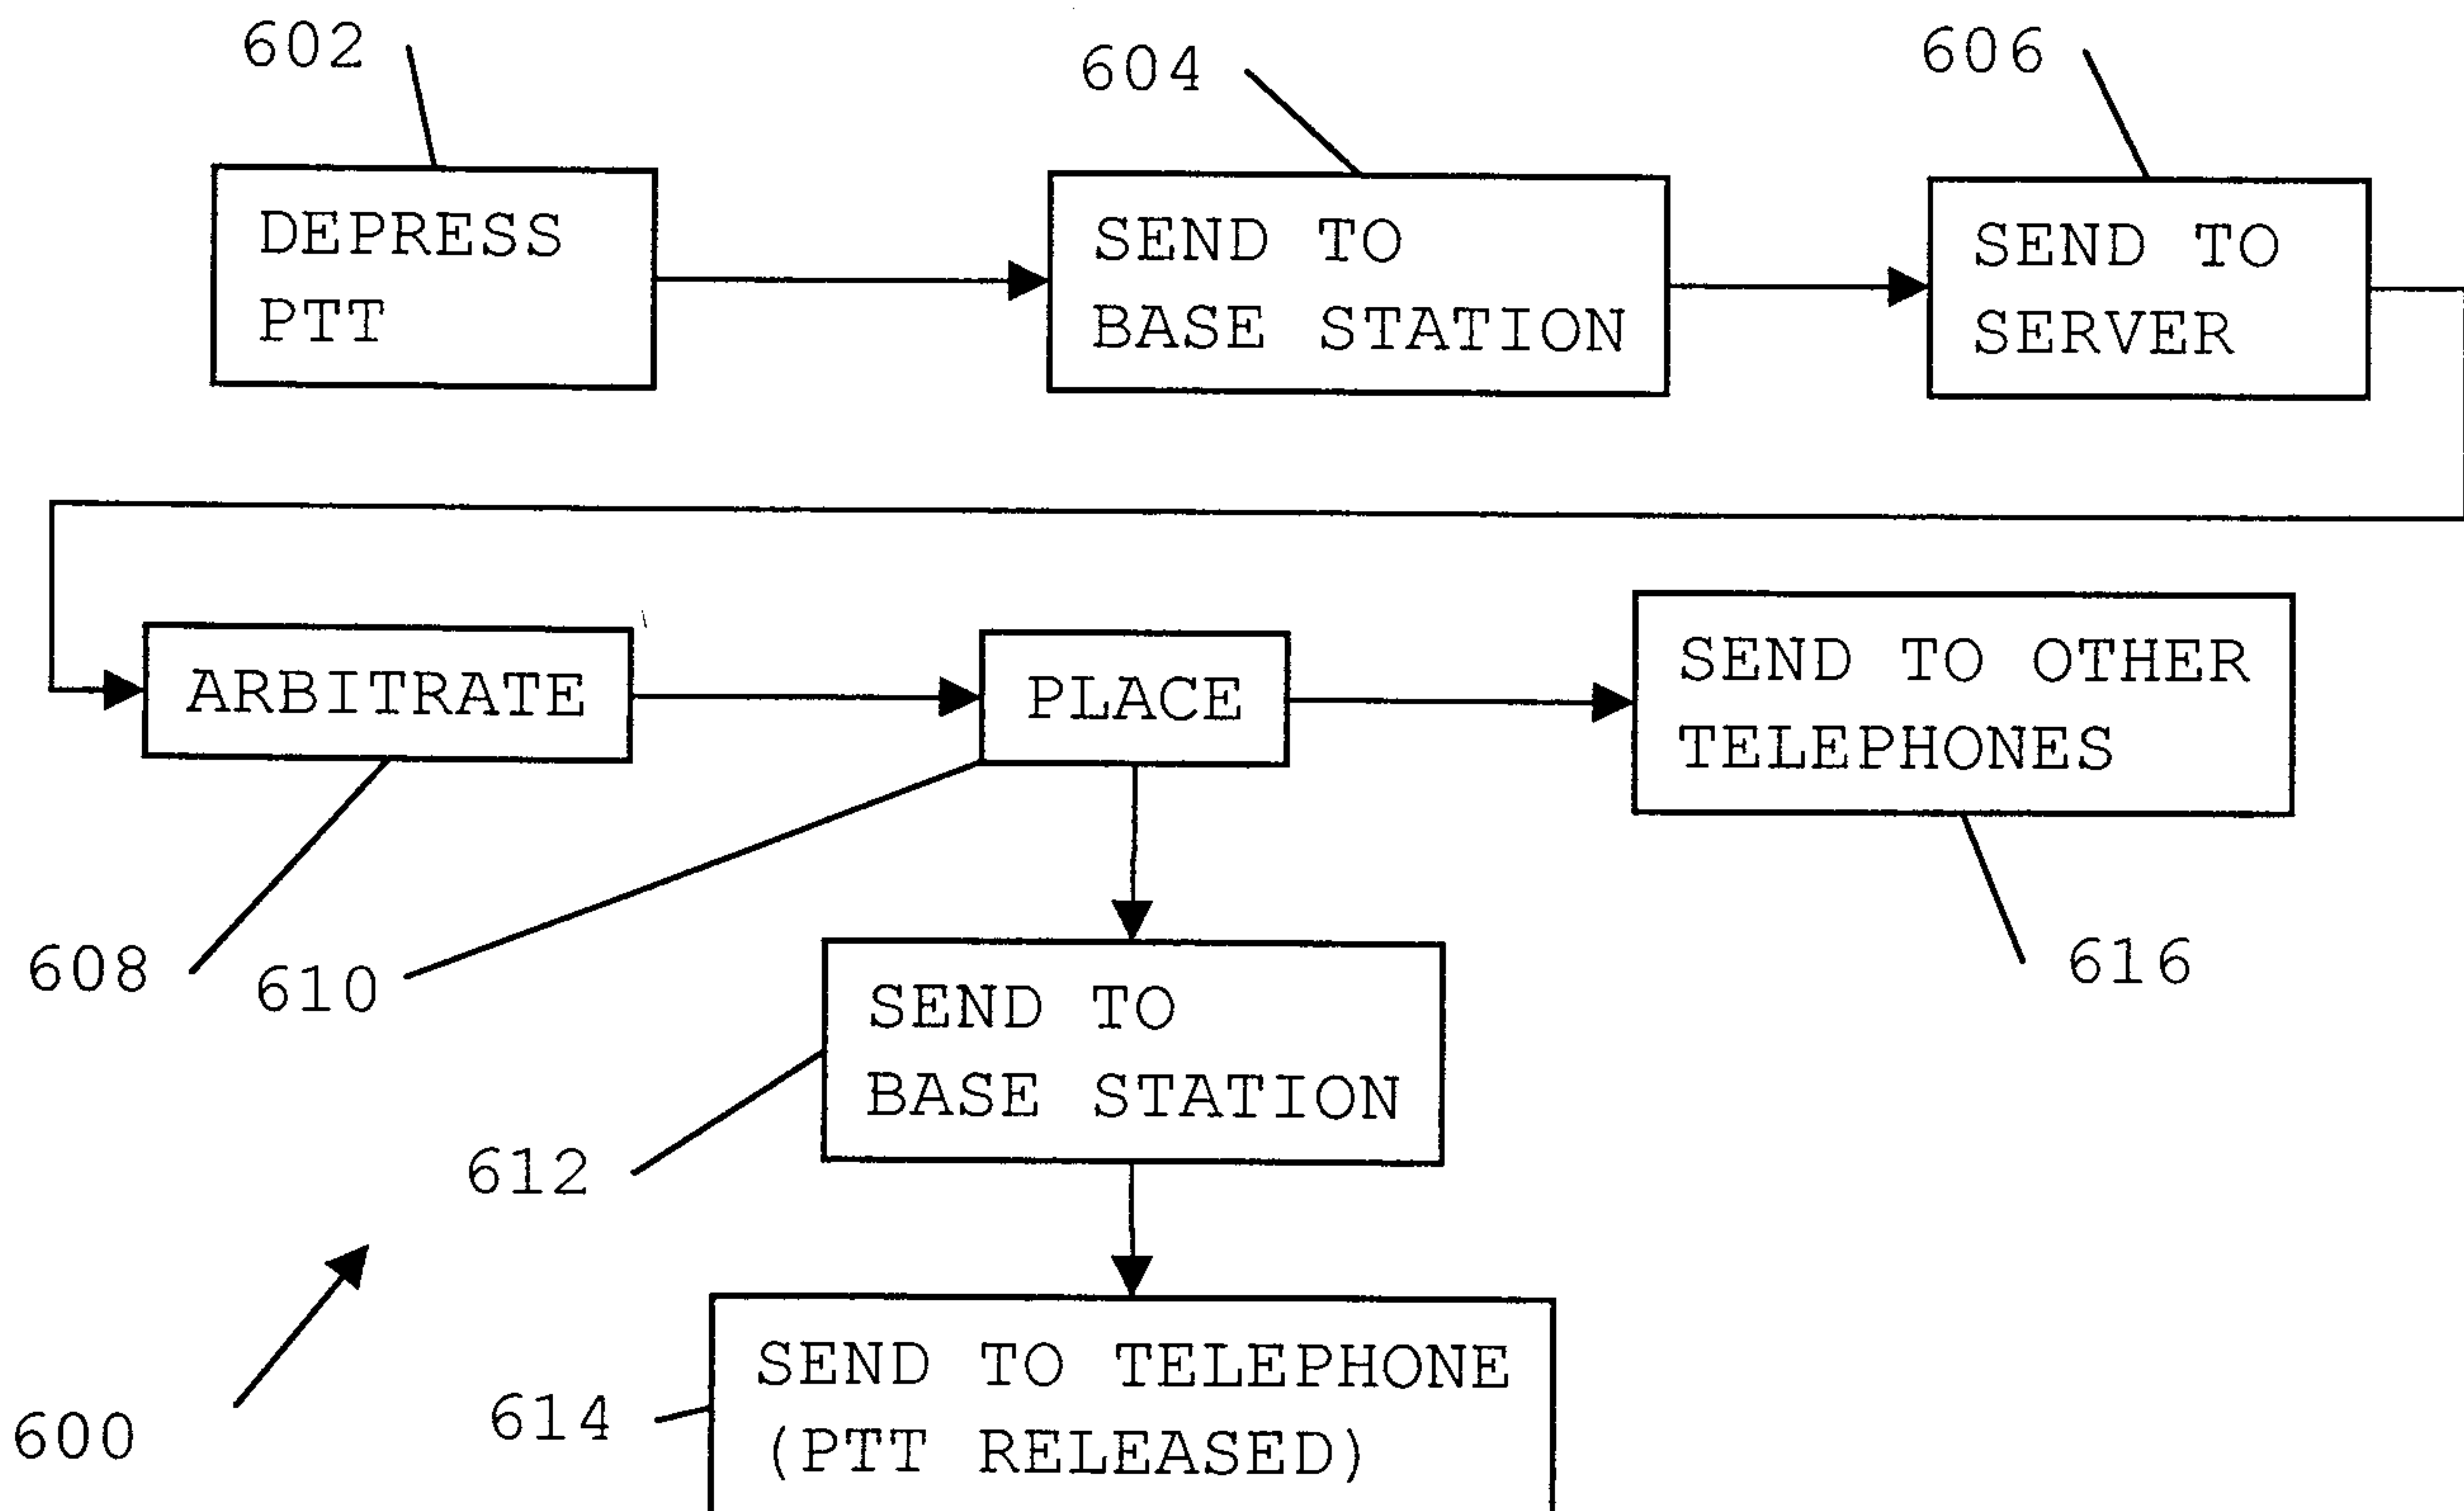 602
604
606
DEPRESS
PTT
SEND TO
BASE STATION
SEND TO
SERVER
ARBITRATE
PLACE
SEND TO OTHER
TELEPHONES
608
610
616
SEND TO
BASE STATION
612
SEND TO TELEPHONE
(PTT RELEASED)
614
600